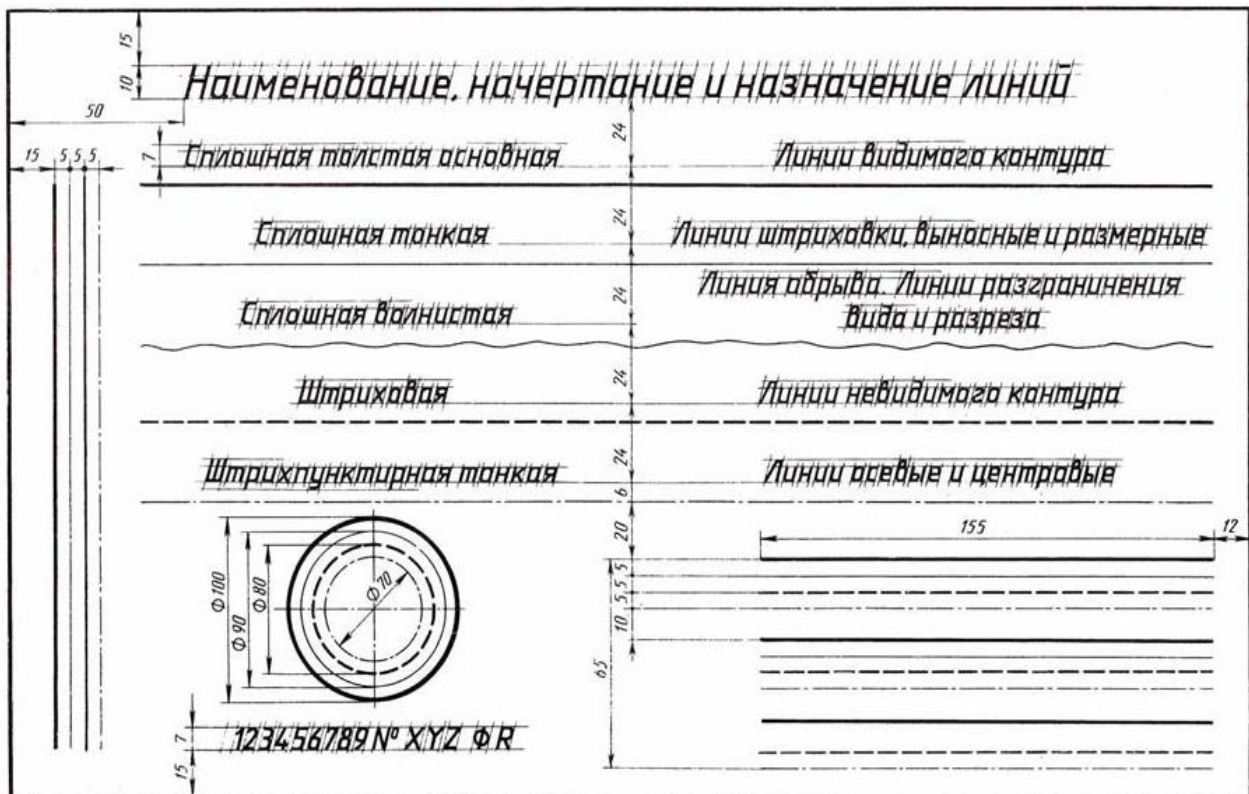 15
10
Наименование, начертание и назначение линий
50
24
15 5 5 5
7
Сплошная толстая основная
Линии видимого контура
24
Сплошная тонкая
Линии штриховки, выносные и размерные
24
Линия обрыва. Линии разграничения
Сплошная волнистая
вида и разреза
24
Штриховая
Линии невидимого контура
24
Штрихпунктирная тонкая
Линии осевые и центровые
6
20
155
12
Ф100
Ф90
Ф80
Ф70
5
5
5
10
65
7
123456789 № XYZ Ф R
15